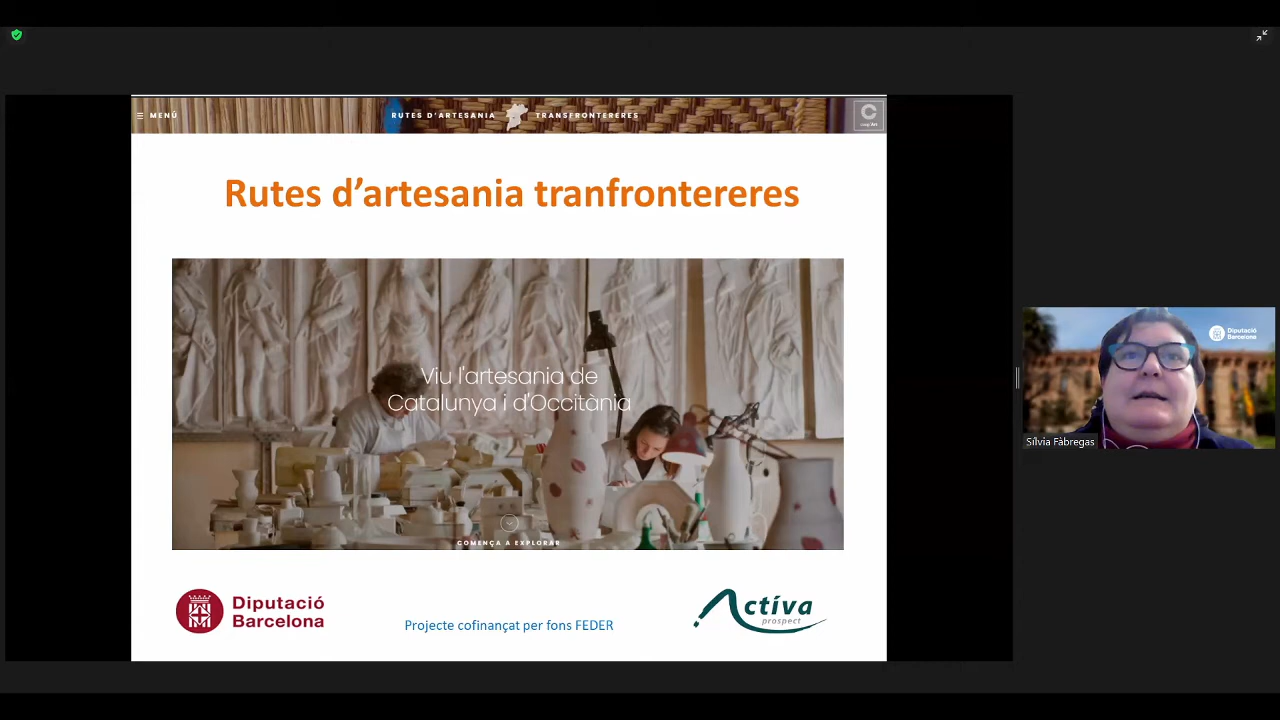 MENÚ
RUTES D'ARTESANIA TRANSFRONTERERES
Rutes d'artesania tranfrontereres
Viu l'artesania de
Catalunya i d'Occitània
COMENÇA A EXPLORAR
Diputació
Barcelona
Projecte cofinançat per fons FEDER
Activa
prospect
Diputació
Barcelona
Sílvia Fàbregas